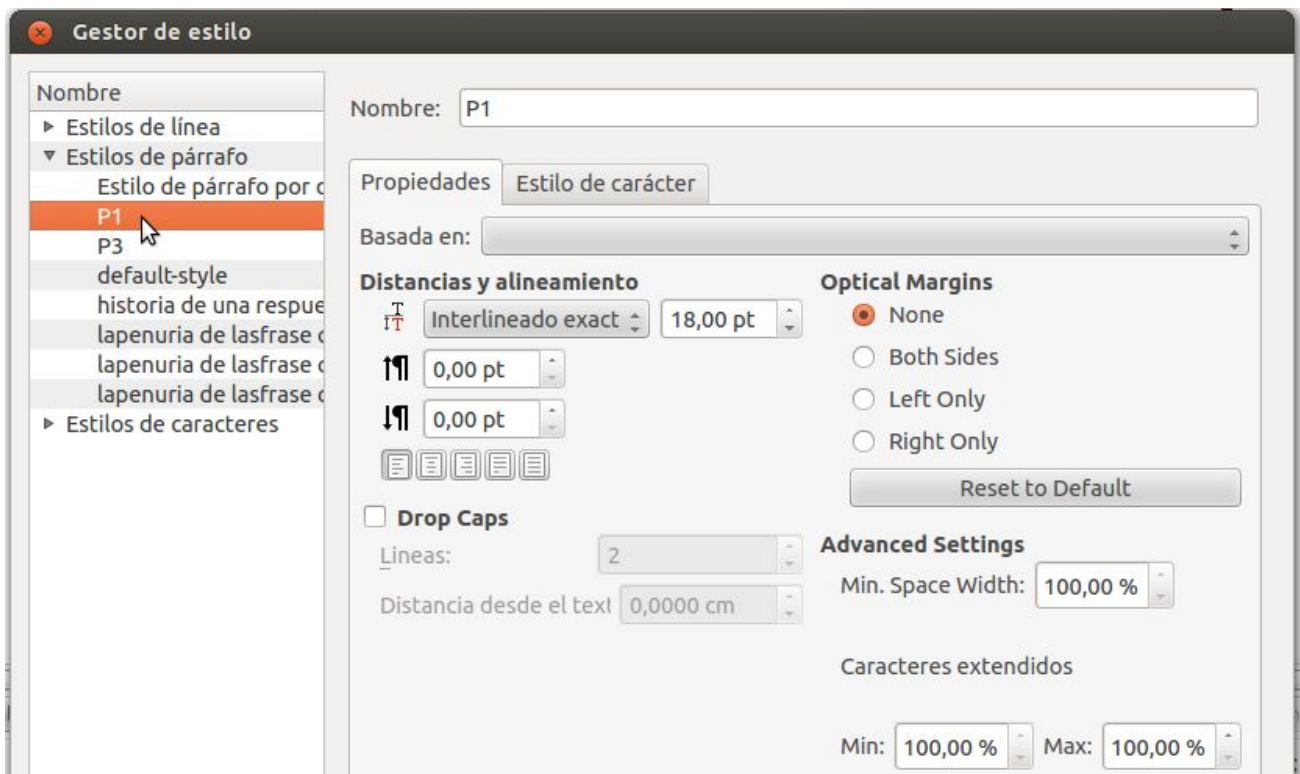 Gestor de estilo
Nombre
Estilos de línea
Estilos de párrafo
Estilo de párrafo por
P1
P3
default-style
historia de una respue
lapenuria de lasfrase
lapenuria de lasfrase
lapenuria de lasfrase
Estilos de caracteres
Nombre: P1
Propiedades Estilo de carácter
Basada en:
Distancias y alineamiento
Interlineado exact 18,00 pt
0,00 pt
0,00 pt
Drop Caps
Lineas: 2
Distancia desde el text 0,0000 cm
Optical Margins
None
Both Sides
Left Only
Right Only
Reset to Default
Advanced Settings
Min. Space Width: 100,00 %
Caracteres extendidos
Min: 100,00 % Max: 100,00 %